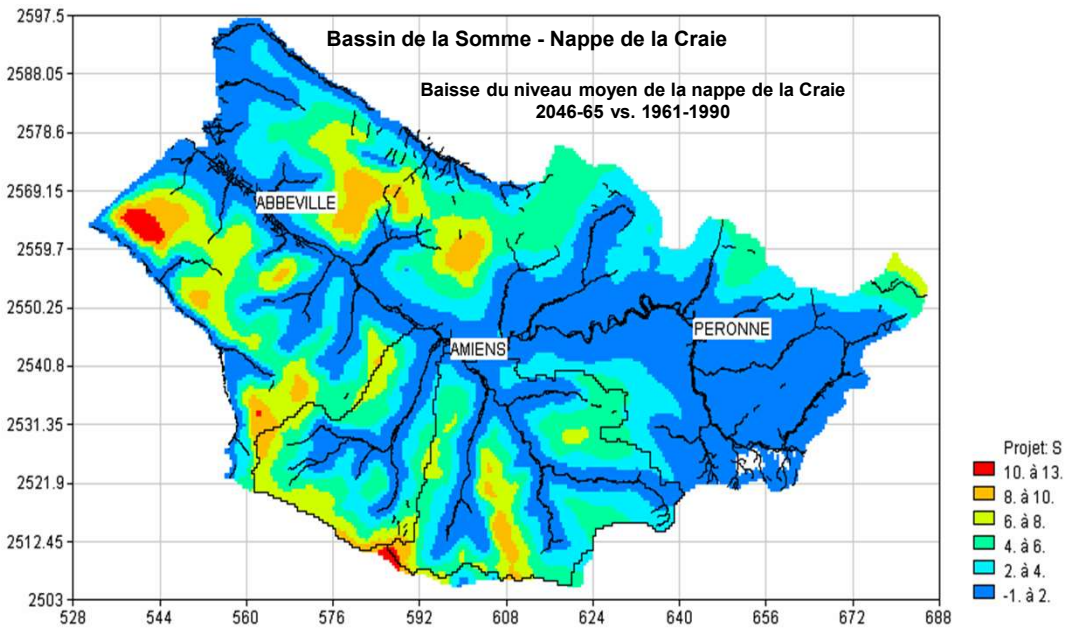 Bassin de la Somme - Nappe de la Craie
Baisse du niveau moyen de la nappe de la Craie
2046-65 vs. 1961-1990
2597.5
2588.05
2578.6
2569.15
2559.7
2550.25
2540.8
2531.35
2521.9
2512.45
2503
ABBEVILLE
AMIENS
PERONNE
528
544
560
576
592
608
624
640
656
672
688
Projet: S
10. à 13.
8. à 10.
6. à 8.
4. à 6.
2. à 4.
-1. à 2.